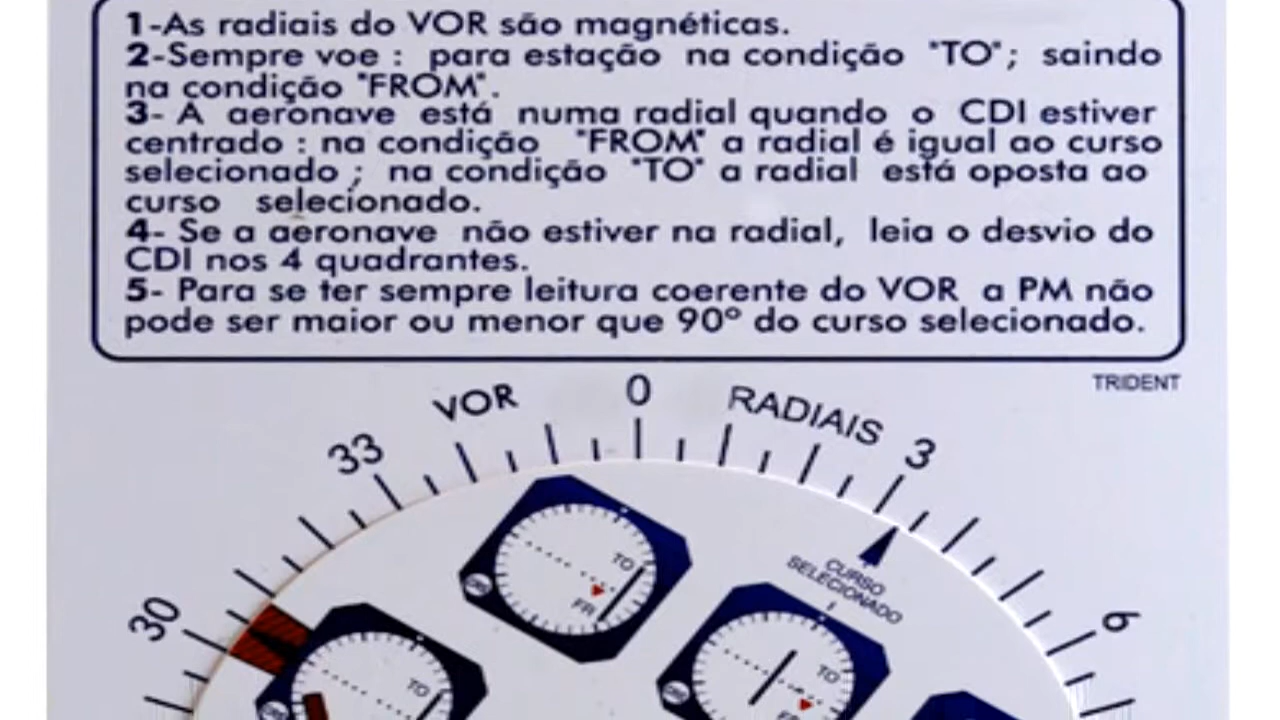 1-As radiais do VOR são magnéticas.
2-Sempre voe : para estação na condição "TO"; saindo
na condição "FROM".
3- A aeronave está numa radial quando o CDI estiver
centrado : na condição "FROM" a radial é igual ao curso
selecionado ; na condição "TO" a radial está oposta ao
curso selecionado.
4- Se a aeronave não estiver na radial, leia o desvio do
CDI nos 4 quadrantes.
5- Para se ter sempre leitura coerente do VOR a PM não
pode ser maior ou menor que 90º do curso selecionado.
TRIDENT
VOR 0 RADIAIS
33
3
30
6
CURSO
SELECIONADO
TO
FR
TO
FR
TO